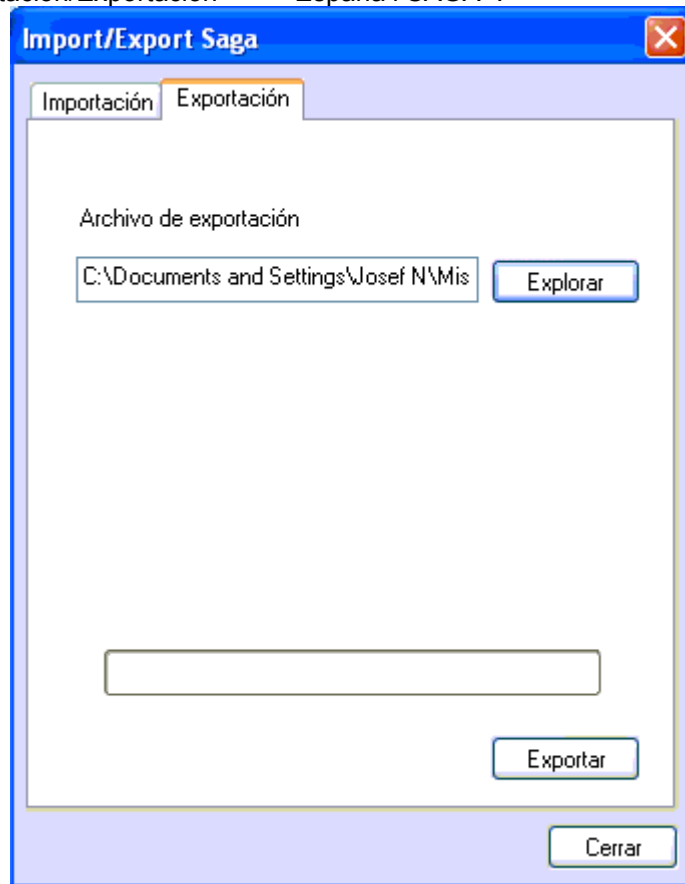 Import/Export Saga
Importación Exportación
Archivo de exportación
C:\Documents and Settings\Josef N\Mis Explorar
Exportar
Cerrar